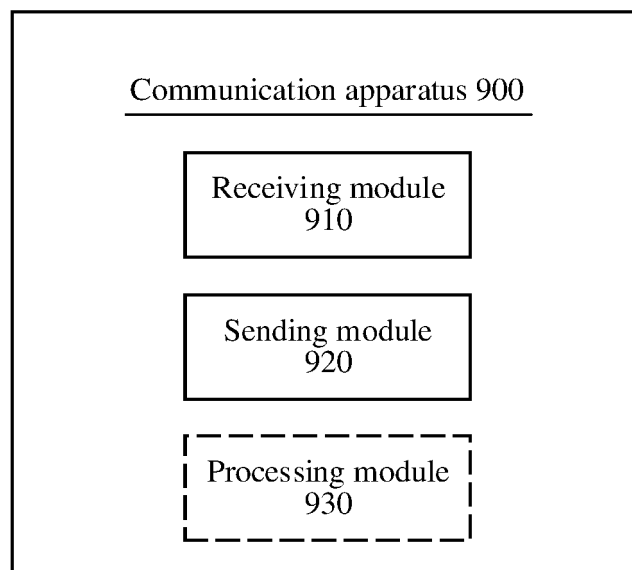 Communication apparatus 900
Receiving module
910
Sending module
920
Processing module
930